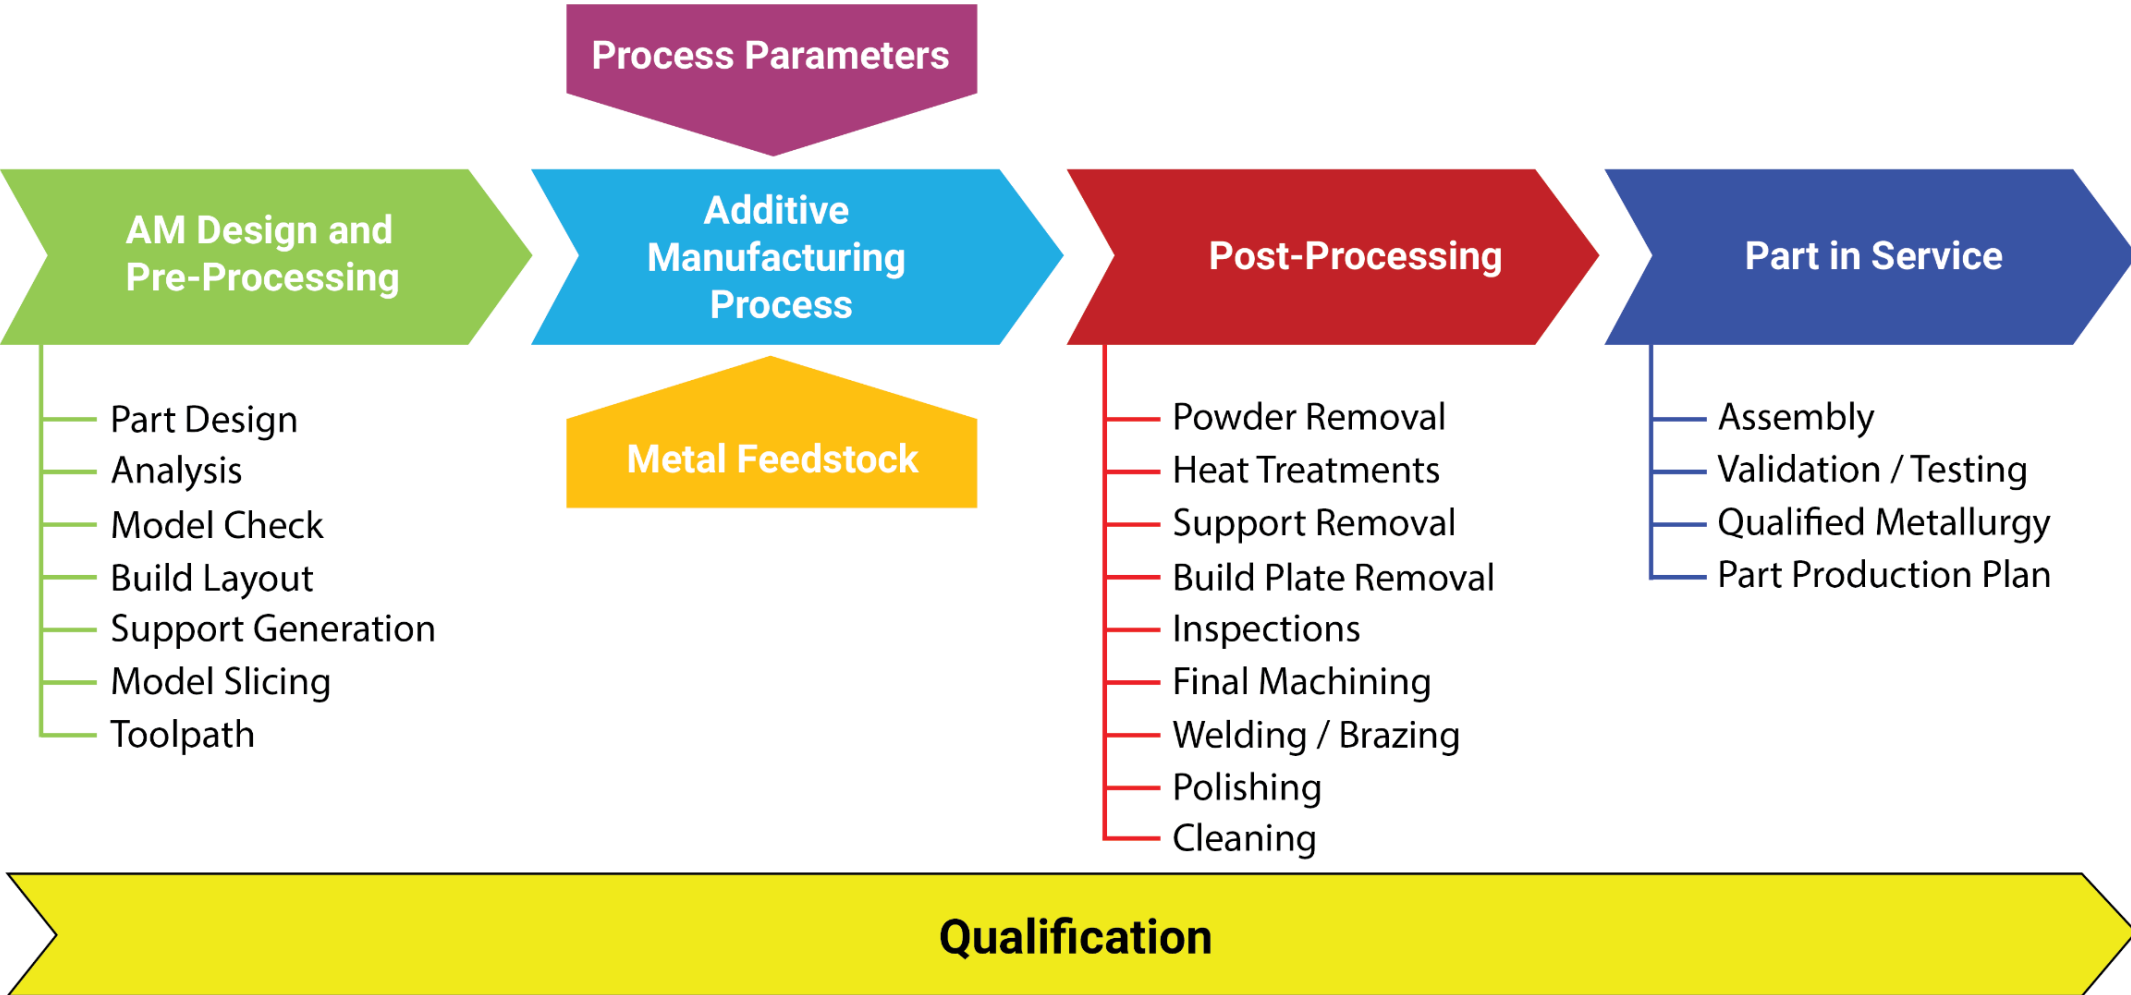 Process Parameters
AM Design and
Pre-Processing
Additive
Manufacturing
Process
Post-Processing
Part in Service
Metal Feedstock
Part Design
Analysis
Model Check
Build Layout
Support Generation
Model Slicing
Toolpath
Powder Removal
Heat Treatments
Support Removal
Build Plate Removal
Inspections
Final Machining
Welding / Brazing
Polishing
Cleaning
Assembly
Validation / Testing
Qualified Metallurgy
Part Production Plan
Qualification